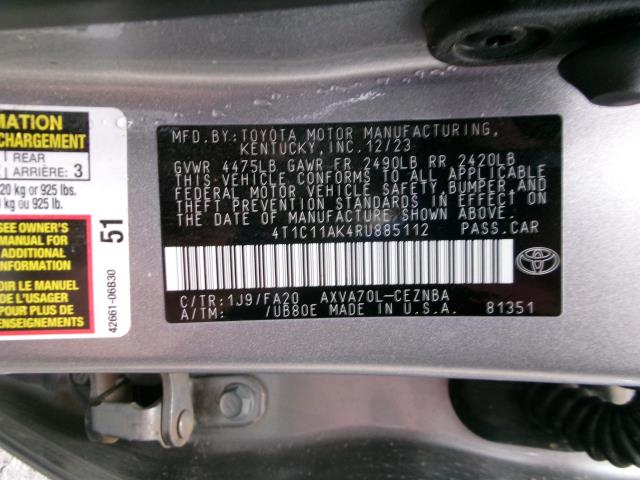 MATION
CHARGEMENT
REAR
ARRIÈRE: 3
20 kg or 925 lbs.
kg ou 925 lb.
SEE OWNER'S
MANUAL FOR
ADDITIONAL
INFORMATION
OIR LE MANUEL
DE L'USAGER
POUR PLUS DE
RENSEIGNEMENTS
51
42661-06B30
MFD. BY: TOYOTA MOTOR MANUFACTURING,
KENTUCKY, INC. 12/23
GVWR 4475LB GAWR FR 2490LB RR 2420LB
THIS VEHICLE CONFORMS TO ALL APPLICABLE
FEDERAL MOTOR VEHICLE SAFETY, BUMPER, AND
THEFT PREVENTION STANDARDS IN EFFECT ON
THE DATE OF MANUFACTURE SHOWN ABOVE.
4T1C11AK4RU885112 PASS.CAR
C/TR: 1J9/FA20 AXVA70L-CEZNBA
A/TM: /UB80E MADE IN U.S.A. 81351